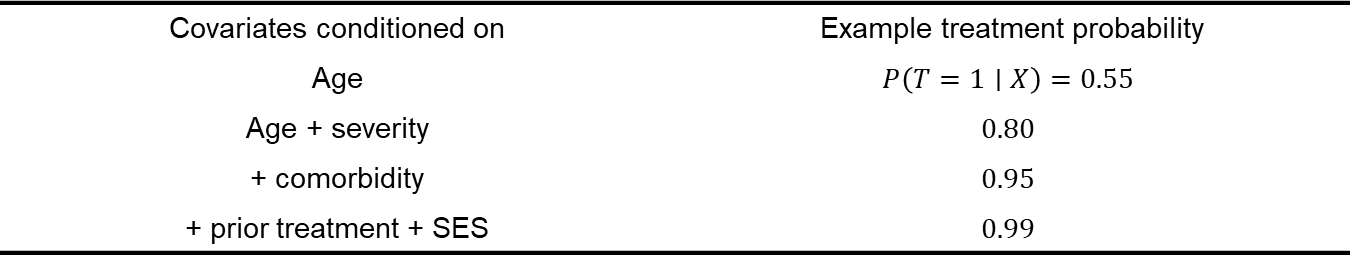 Covariates conditioned on Example treatment probability
Age P(T = 1 | X) = 0.55
Age + severity 0.80
+ comorbidity 0.95
+ prior treatment + SES 0.99